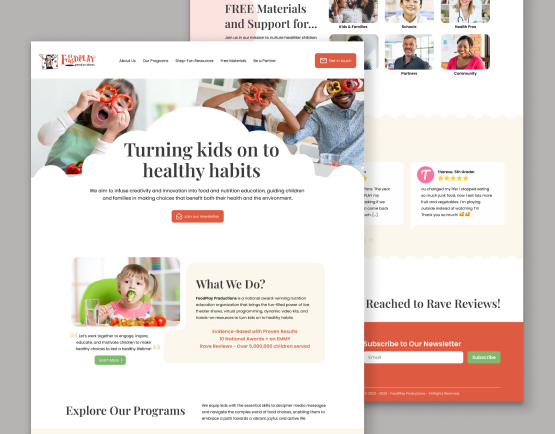 FREE Materials
and Support for...
Join us in our mission to nurture healthier children
Kids & Families
Schools
Health Pros
Partners
Community
FOODPLAY
productions
About Us
Our Programs
Shop Fun Resources
Free Materials
Be a Partner
Get in touch
Turning kids on to
healthy habits
We aim to infuse creativity and innovation into food and nutrition education, guiding children
and families in making choices that benefit both their health and the environment.
Join our newsletter
What We Do?
FoodPlay Productions is a national award-winning nutrition
education organization that brings the fun-filled power of live
theater shows, virtual programming, dynamic video kits, and
hands-on resources to turn kids on to healthy habits.
Evidence-Based with Proven Results
10 National Awards + an EMMY
Rave Reviews - Over 5,000,000 children served
Let's work together to engage, inspire,
educate, and motivate children to make
healthy choices to last a healthy lifetime!
Learn More >
Explore Our Programs
We equip kids with the essential skills to decipher media messages
and navigate the complex world of food choices, enabling them to
embrace a path towards a vibrant, joyful and active life.
T
Theresa, 5th Grader
ou changed my life! I stopped eating
so much junk food, now I eat lots more
fruit and vegetables. I'm playing
outside instead of watching TV!
Thank you so much!
Reached to Rave Reviews!
Subscribe to Our Newsletter
Email
Subscribe
FoodPlay Productions - All Rights Reserved